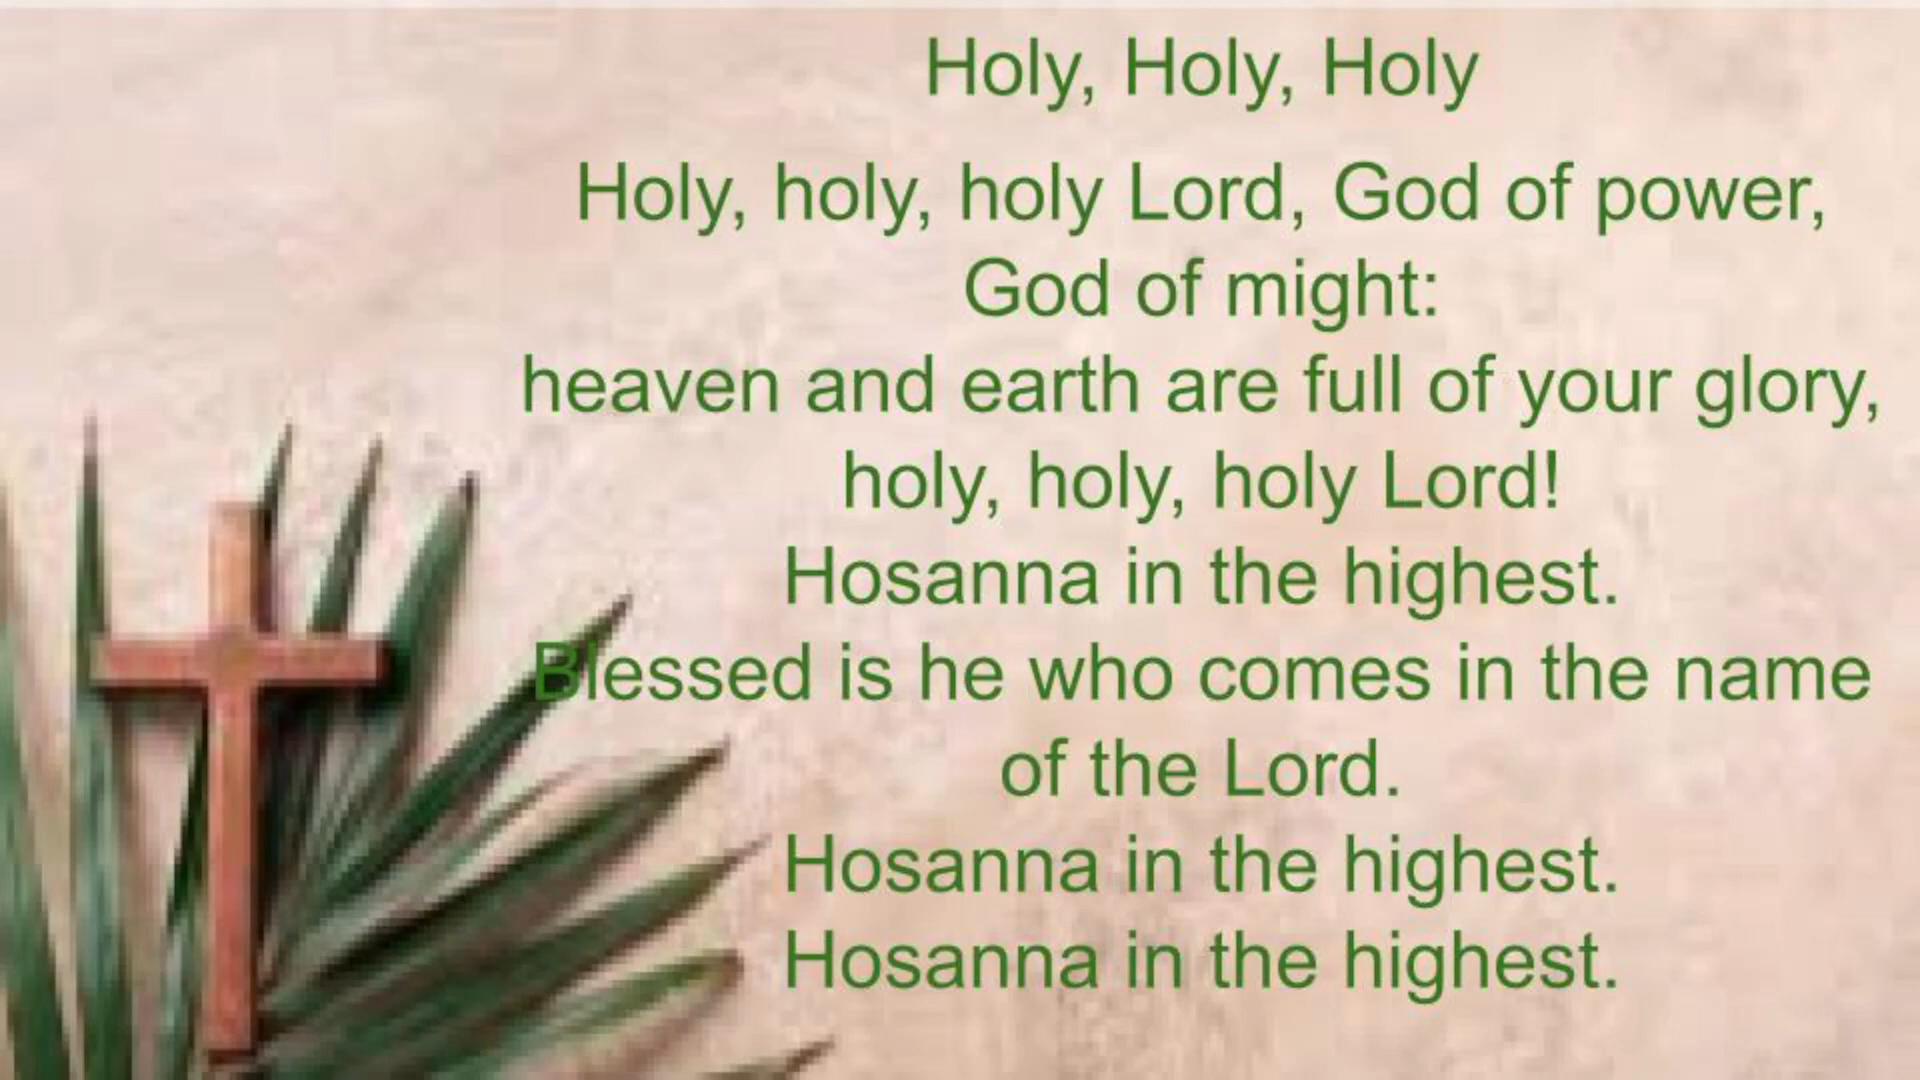 Holy, Holy, Holy
Holy, holy, holy Lord, God of power,
God of might:
heaven and earth are full of your glory,
holy, holy, holy Lord!
Hosanna in the highest.
Blessed is he who comes in the name
of the Lord.
Hosanna in the highest.
Hosanna in the highest.